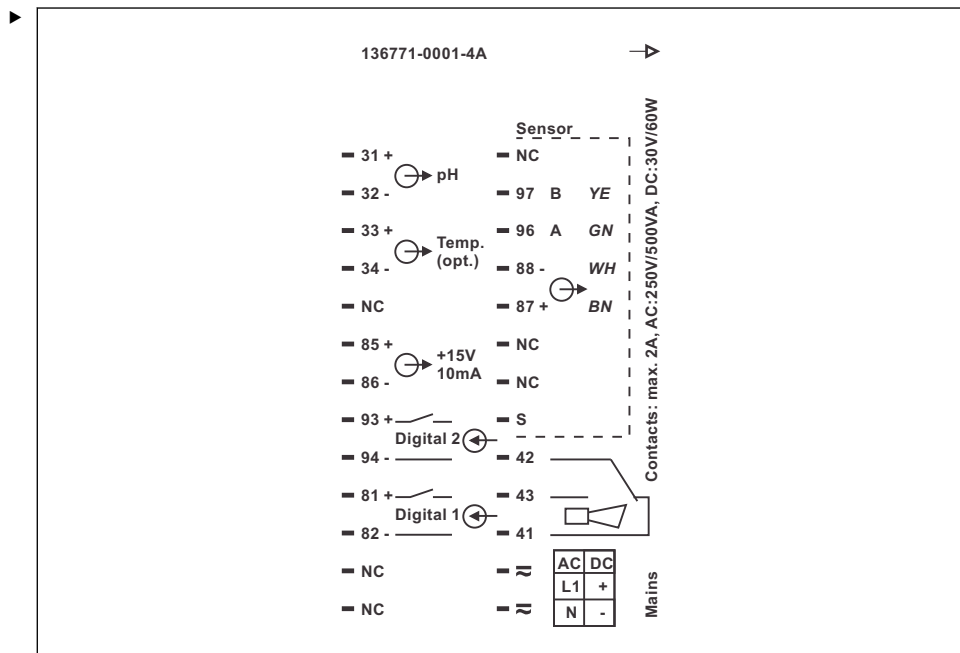 136771-0001-4A
Sensor
31 +
pH
32 -
33 +
Temp.
(opt.)
34 -
NC
85 +
+15V
10mA
86 -
93 +
Digital 2
94 -
81 +
Digital 1
82 -
NC
NC
NC
97 B YE
96 A GN
88 - WH
87 + BN
NC
NC
S
42
43
41
AC DC
L1 +
N -
Contacts: max. 2A, AC:250V/500VA, DC:30V/60W
Mains